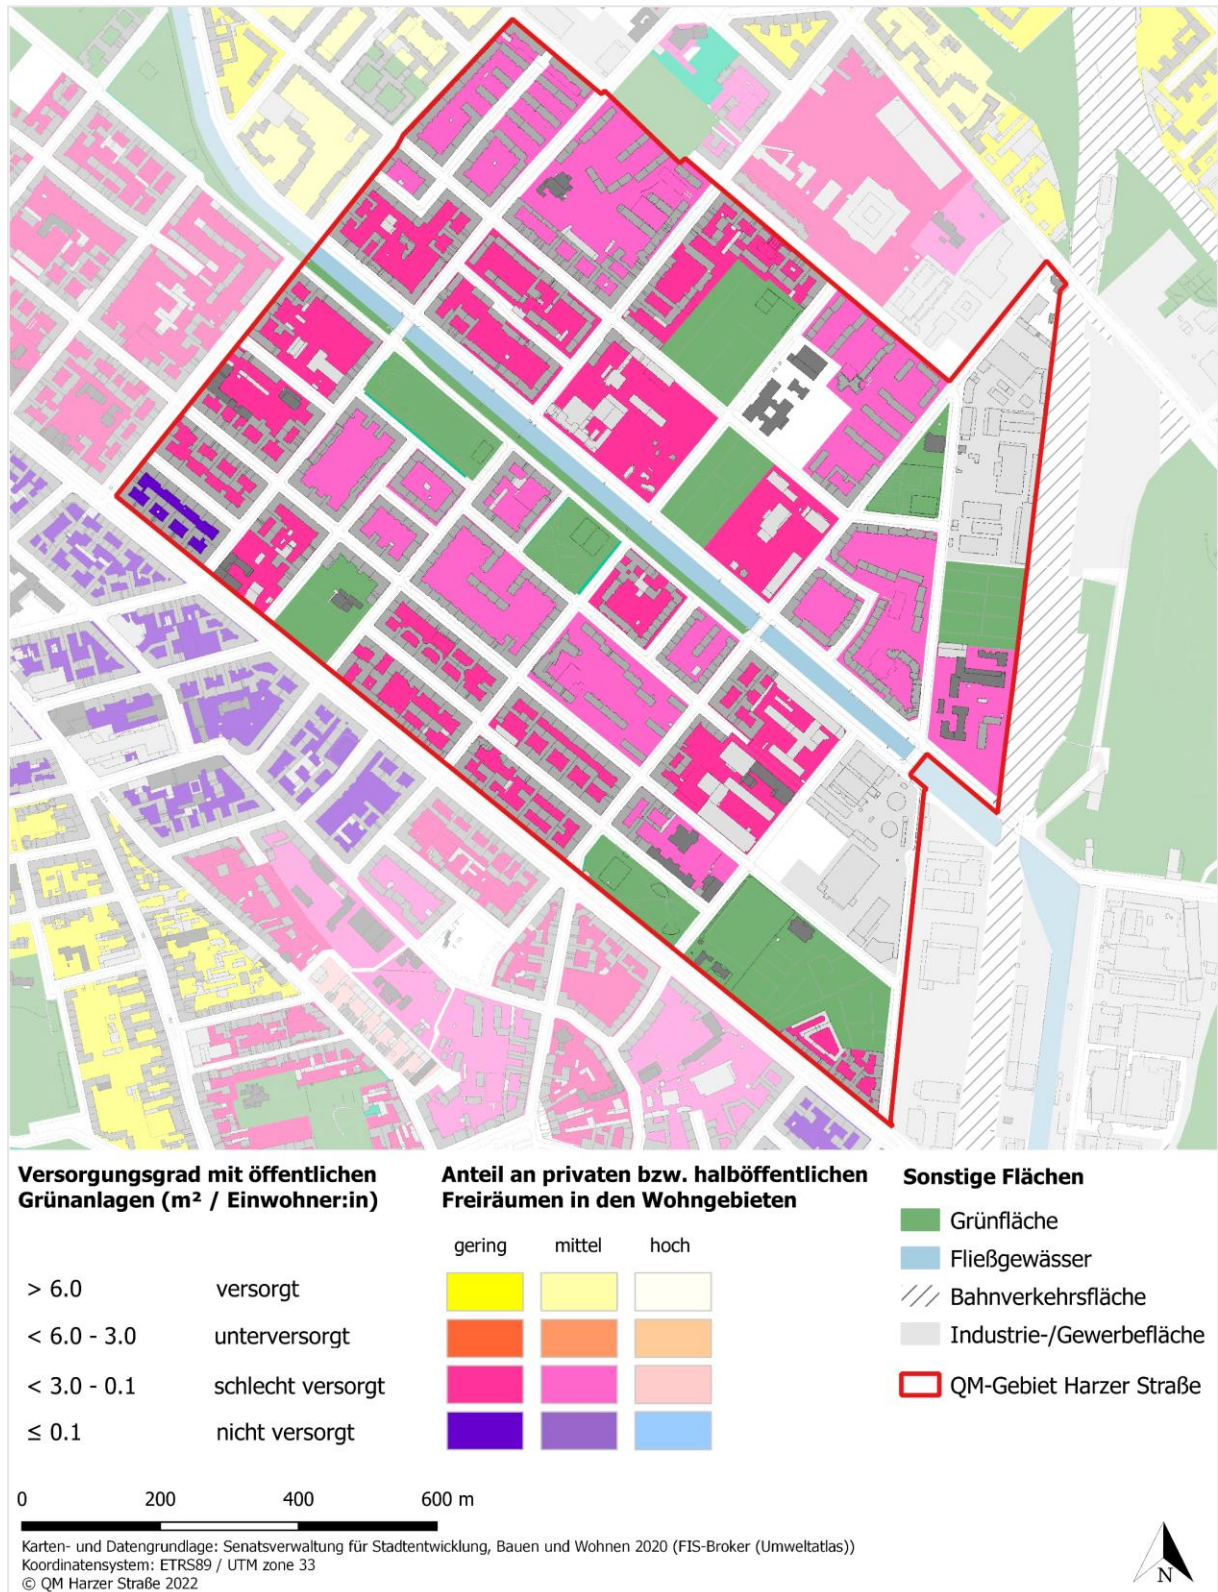 Versorgungsgrad mit öffentlichen
Grünanlagen (m² / Einwohner:in)
> 6.0 versorgt
< 6.0 - 3.0 unterversorgt
< 3.0 - 0.1 schlecht versorgt
≤ 0.1 nicht versorgt
Anteil an privaten bzw. halböffentlichen
Freiräumen in den Wohngebieten
gering mittel hoch
Sonstige Flächen
Grünfläche
Fließgewässer
Bahnverkehrsfläche
Industrie-/Gewerbefläche
QM-Gebiet Harzer Straße
0 200 400 600 m
Karten- und Datengrundlage: Senatsverwaltung für Stadtentwicklung, Bauen und Wohnen 2020 (FIS-Broker (Umweltatlas))
Koordinatensystem: ETRS89 / UTM zone 33
© QM Harzer Straße 2022
N